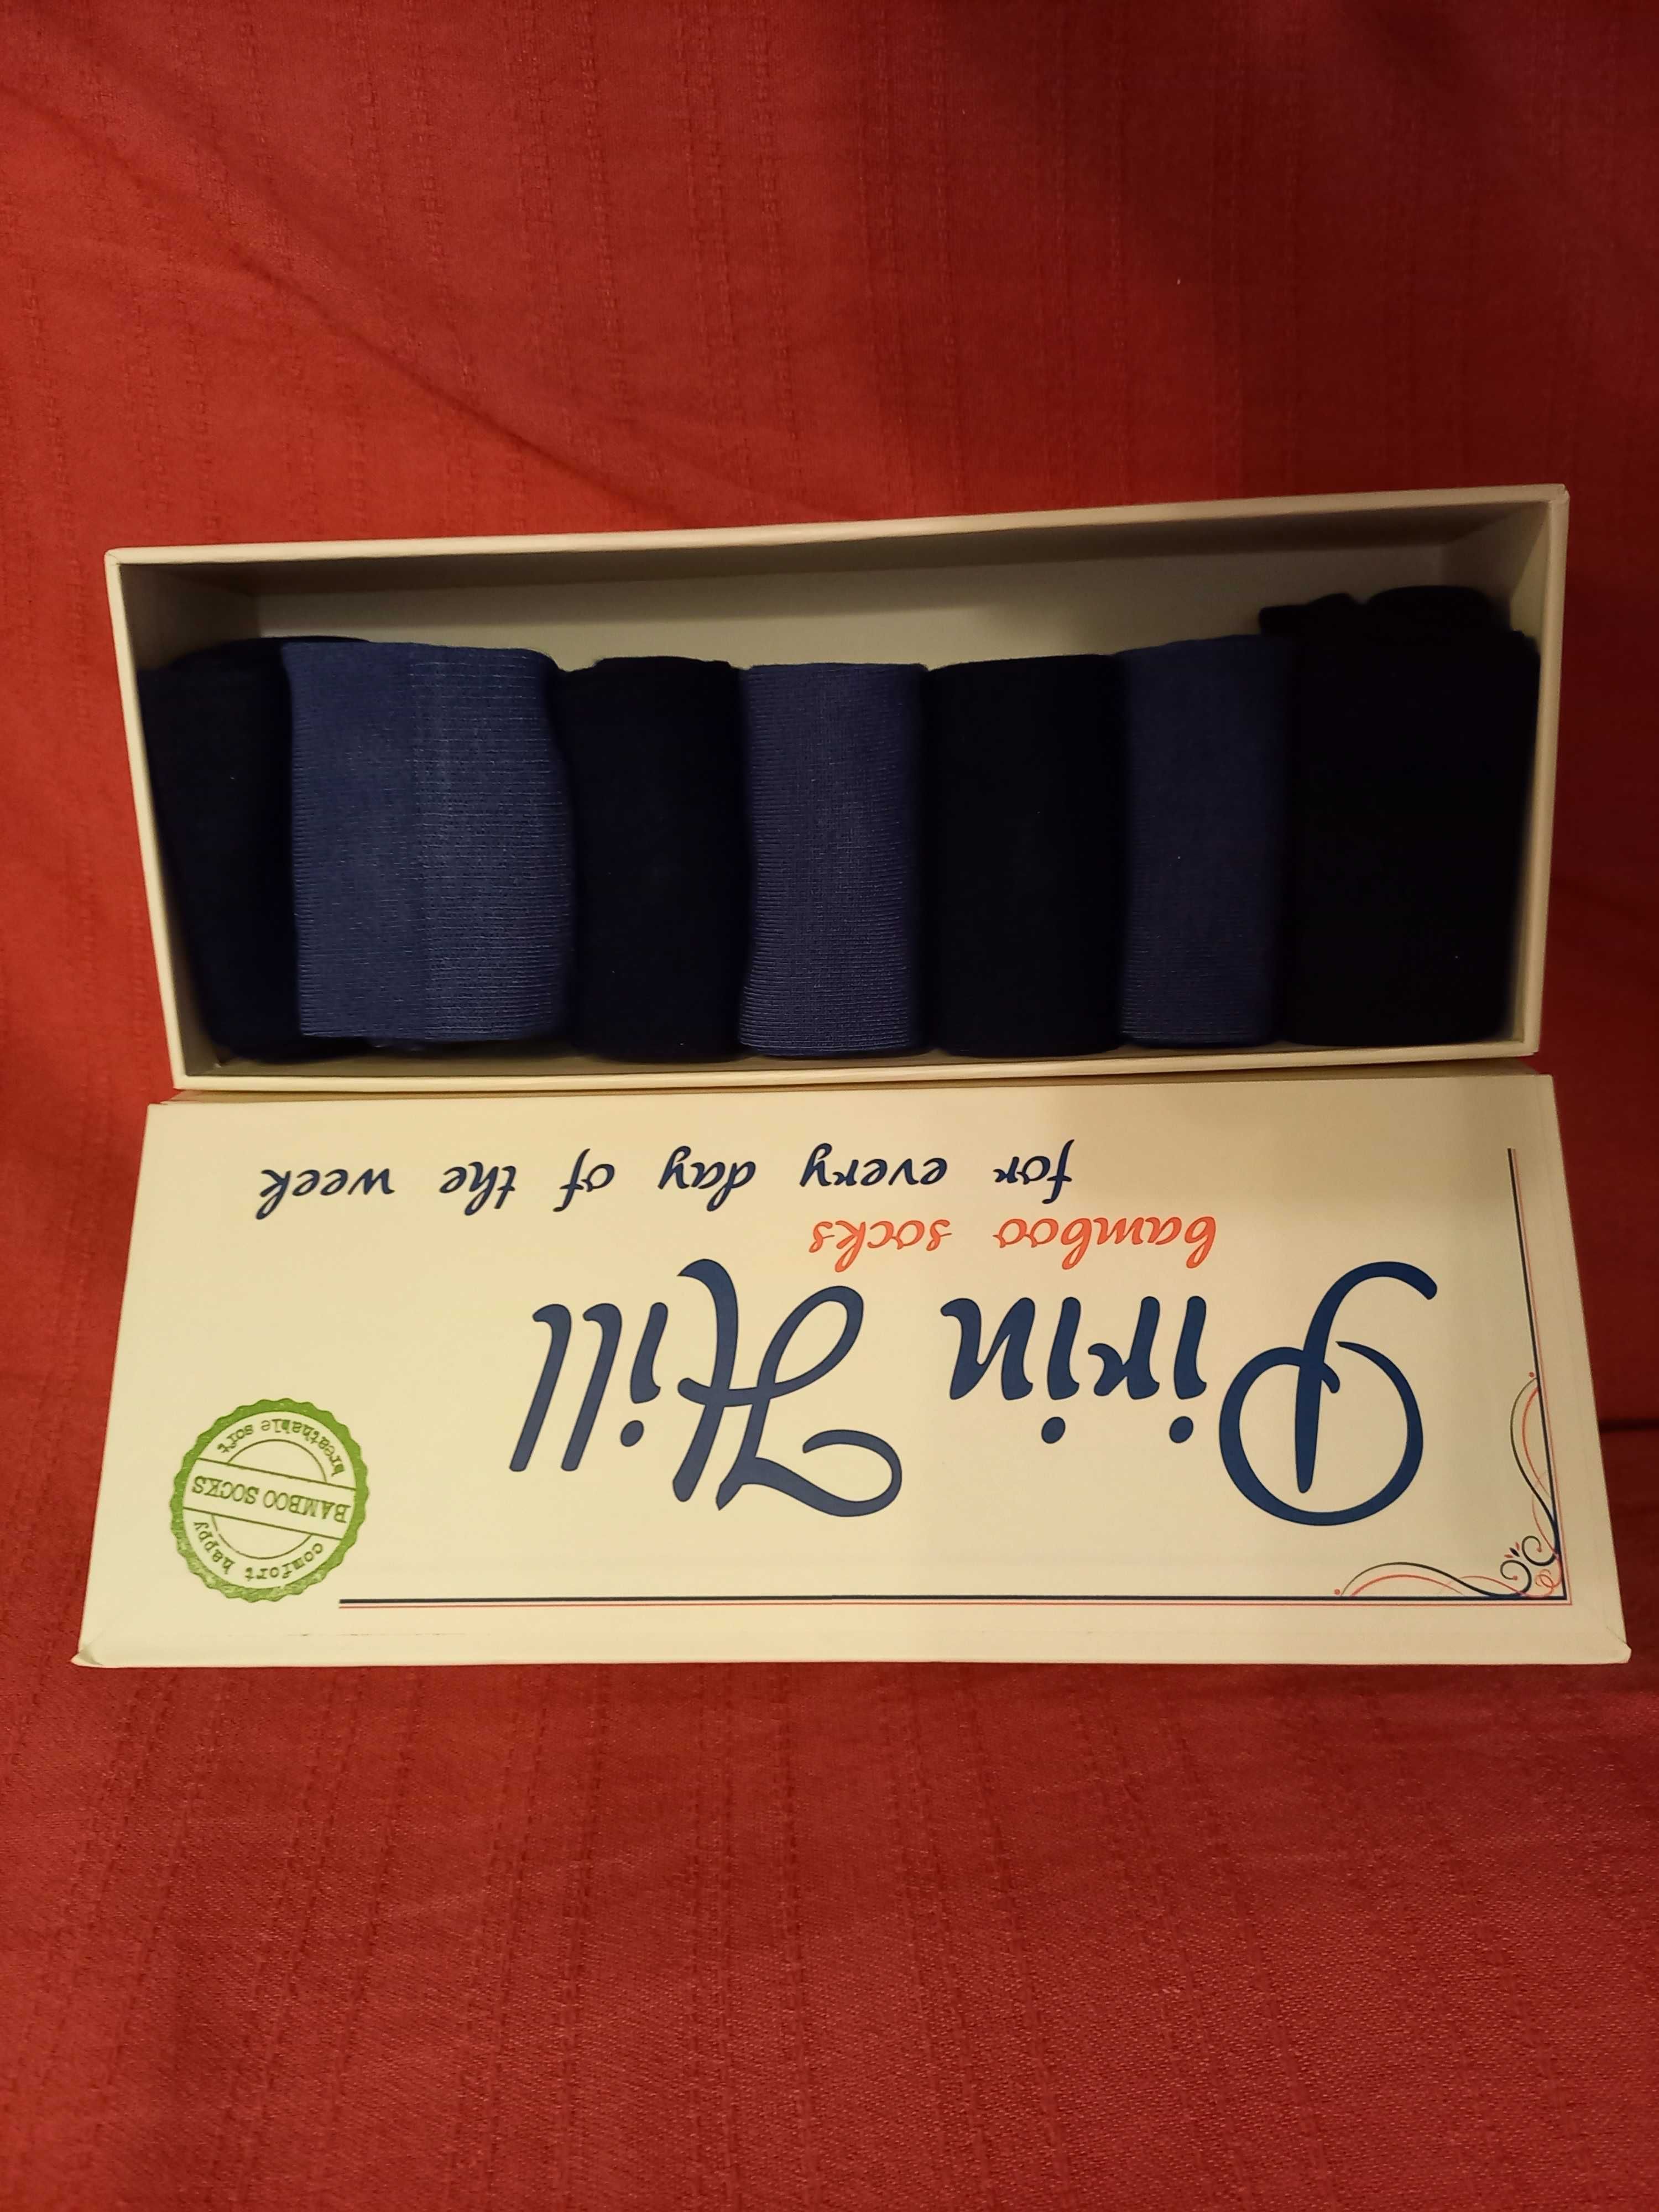 Pirin Hill
bamboo socks
for every day of the week
comfort happy
BAMBOO SOCKS
breathable soft